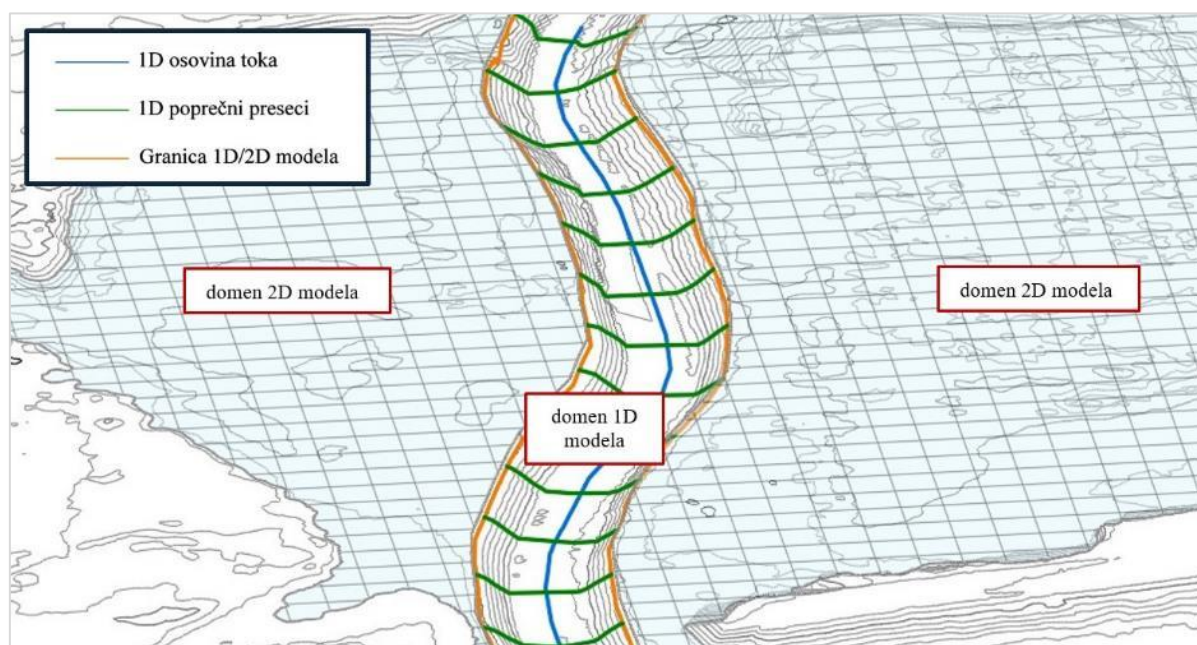 1D osovina toka
1D poprečni preseci
Granica 1D/2D modela
domen 2D modela
domen 2D modela
domen 1D
modela